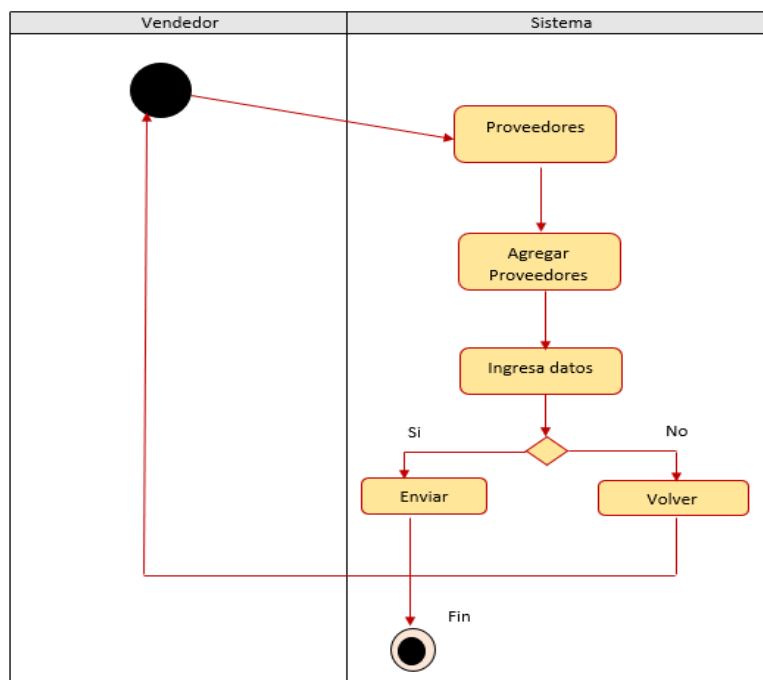 Vendedor
Sistema
Proveedores
Agregar
Proveedores
Ingresa datos
Si
No
Enviar
Volver
Fin